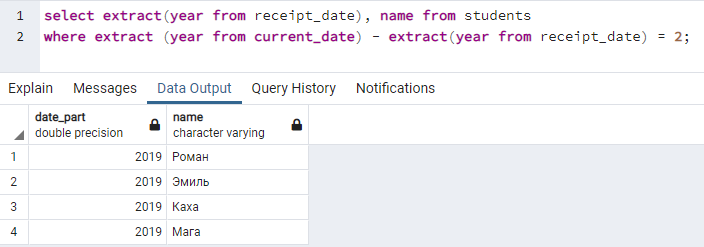 1 select extract(year from receipt_date), name from students
2 where extract (year from current_date) - extract(year from receipt_date) = 2;
Explain Messages Data Output Query History Notifications
date_part name
double precision character varying
1 2019 Роман
2 2019 Эмиль
3 2019 Каха
4 2019 Мага